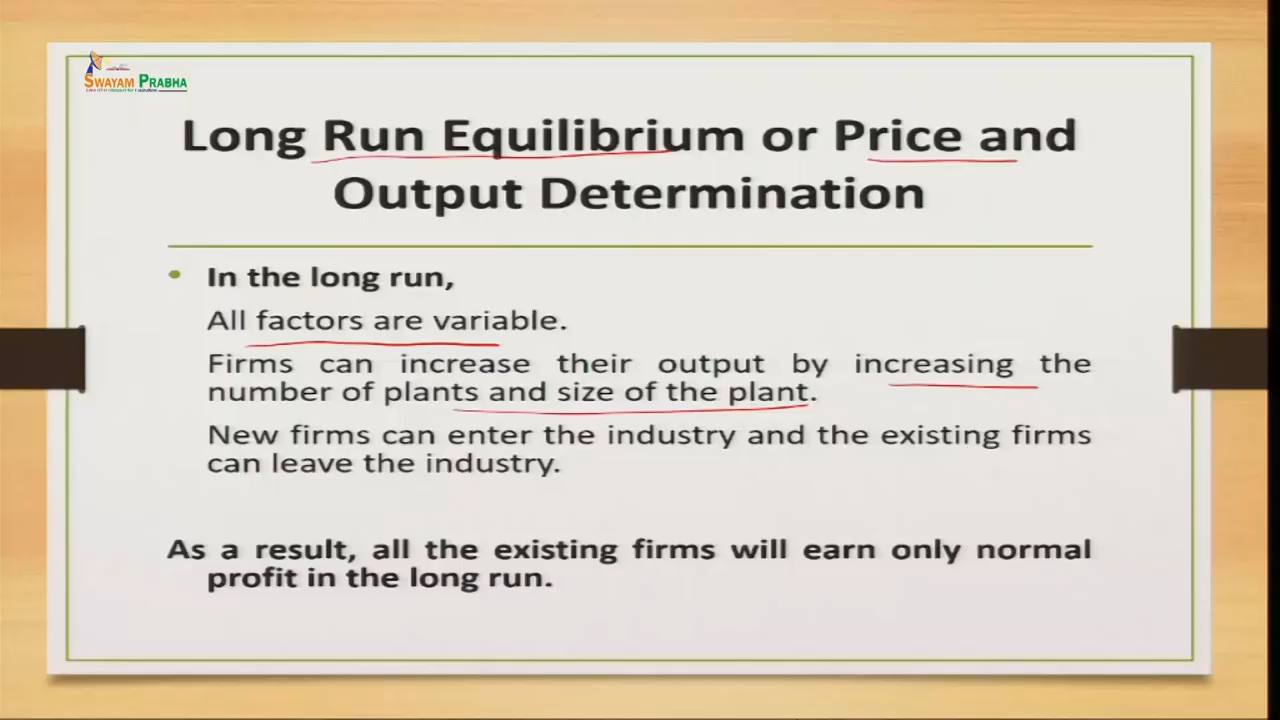 SWAYAM PRABHA
Long Run Equilibrium or Price and
Output Determination
• In the long run,
All factors are variable.
Firms can increase their output by increasing the
number of plants and size of the plant.
New firms can enter the industry and the existing firms
can leave the industry.
As a result, all the existing firms will earn only normal
profit in the long run.